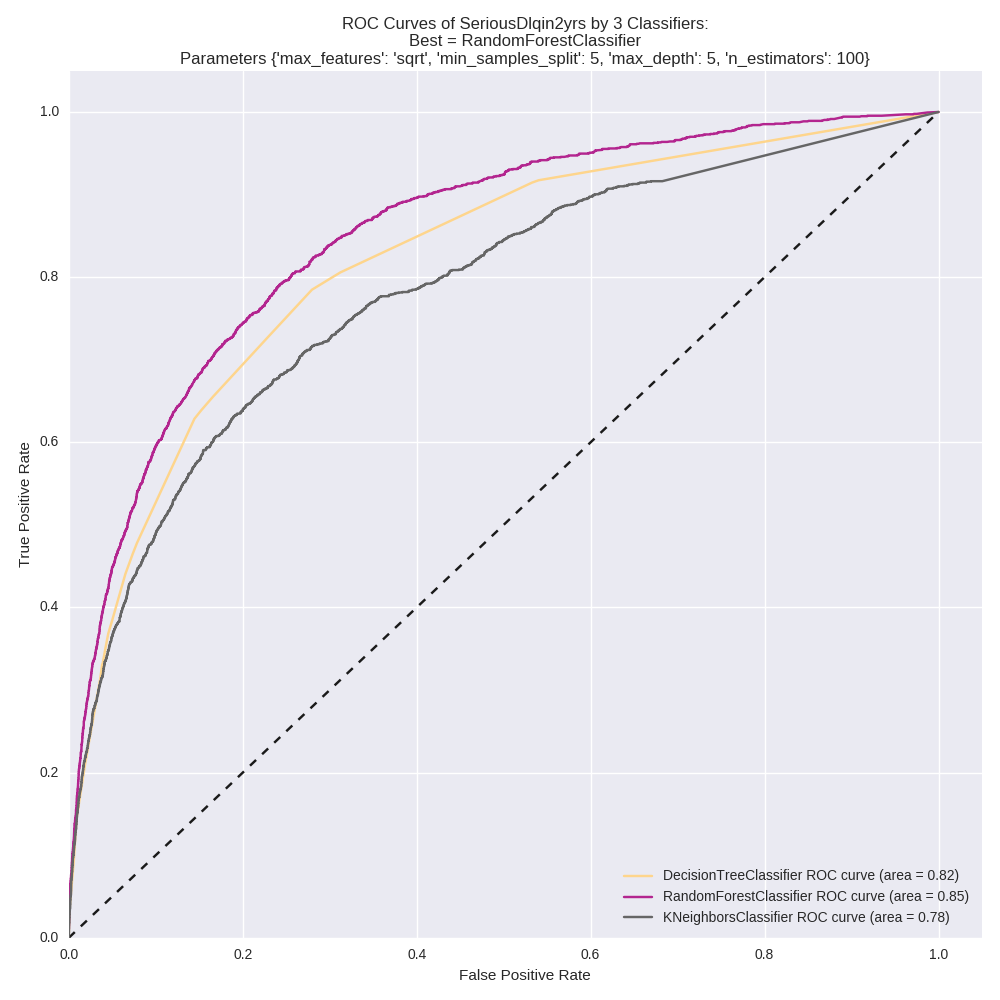 ROC Curves of SeriousDlqin2yrs by 3 Classifiers:
Best = RandomForestClassifier
Parameters {'max_features': 'sqrt', 'min_samples_split': 5, 'max_depth': 5, 'n_estimators': 100}
True Positive Rate
1.0
0.8
0.6
0.4
0.2
0.0
DecisionTreeClassifier ROC curve (area = 0.82)
RandomForestClassifier ROC curve (area = 0.85)
KNeighborsClassifier ROC curve (area = 0.78)
0.0 0.2 0.4 0.6 0.8 1.0
False Positive Rate